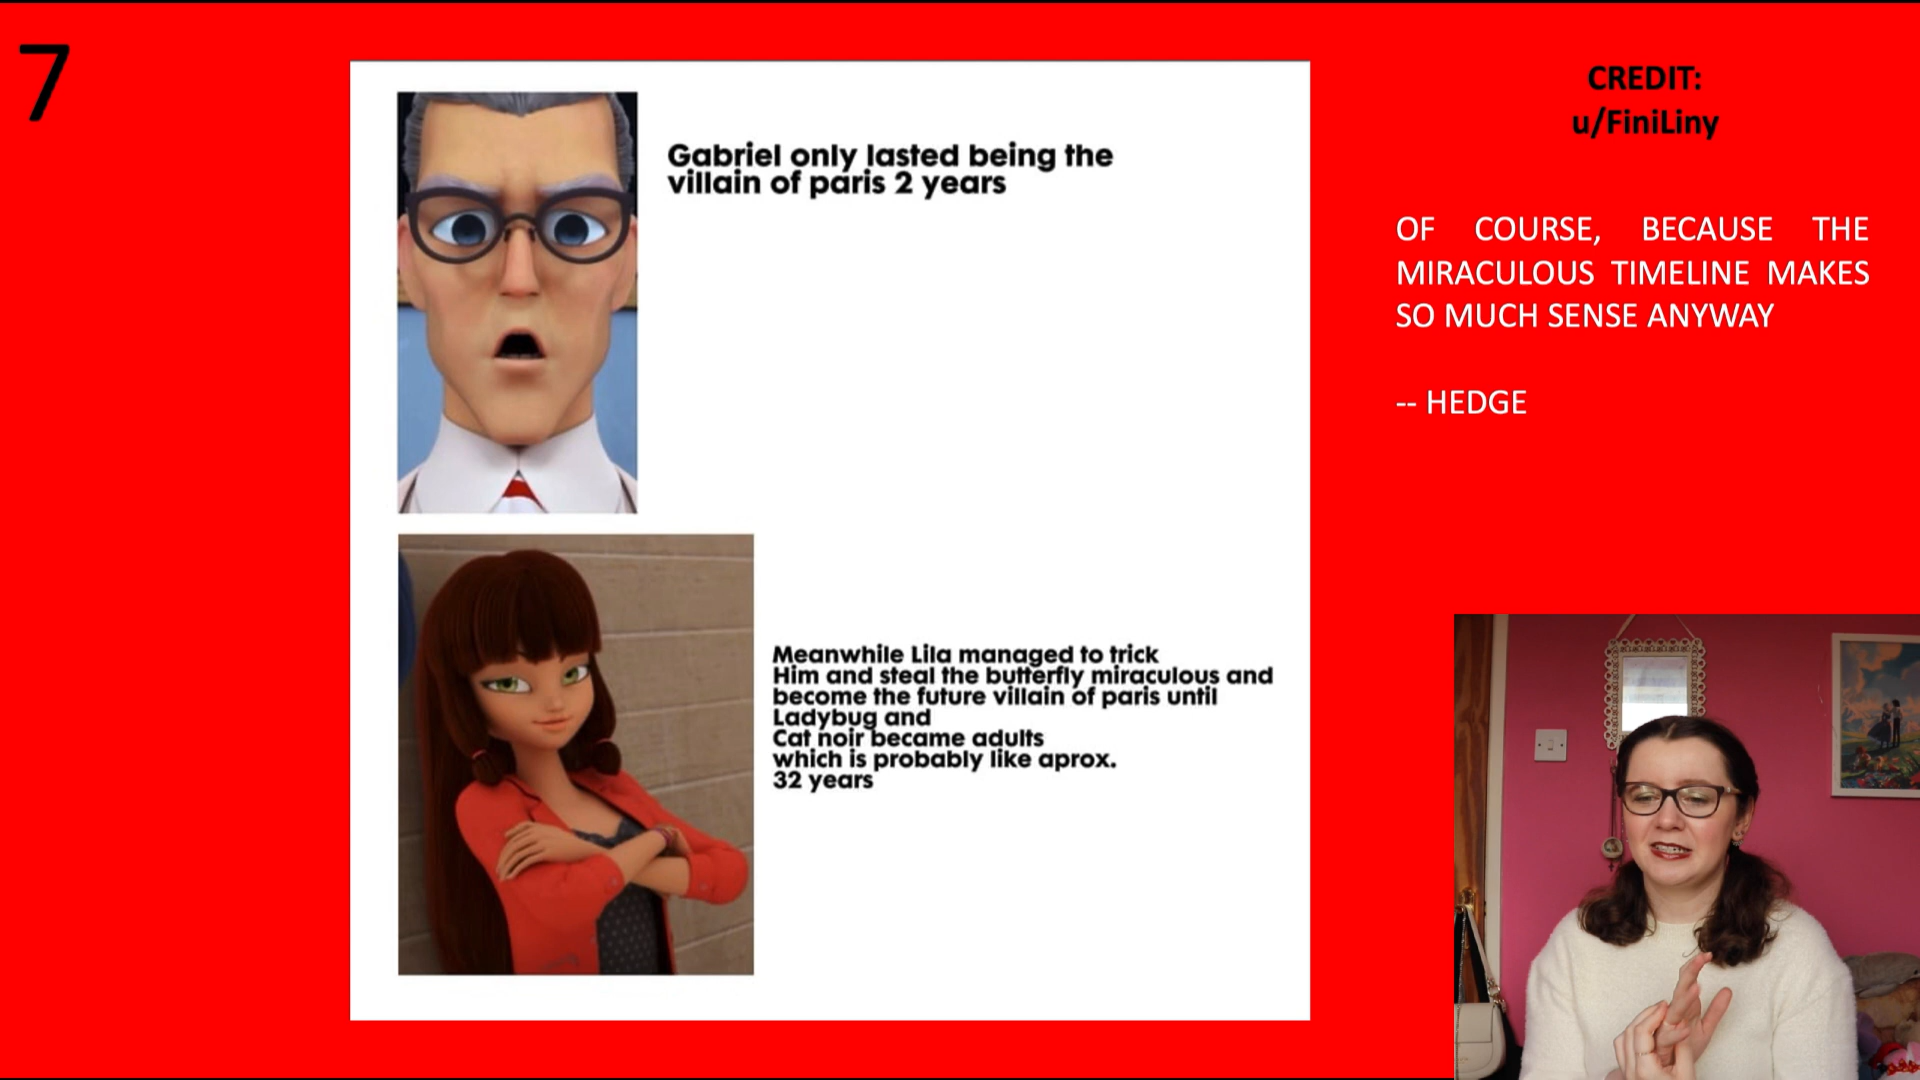 7
Gabriel only lasted being the
villain of paris 2 years
Meanwhile Lila managed to trick
Him and steal the butterfly miraculous and
become the future villain of paris until
Ladybug and
Cat noir became adults
which is probably like aprox.
32 years
CREDIT:
u/FiniLiny
OF COURSE, BECAUSE THE
MIRACULOUS TIMELINE MAKES
SO MUCH SENSE ANYWAY
-- HEDGE